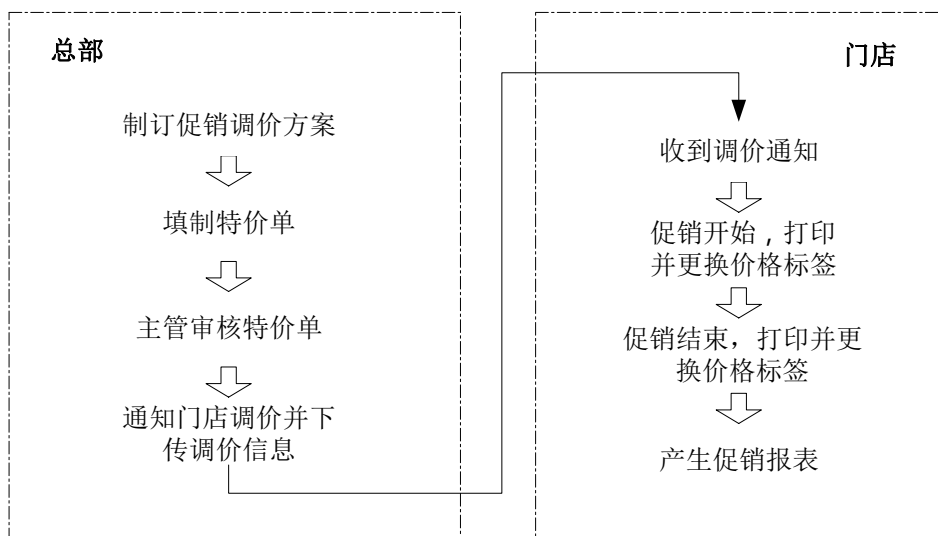 总部
制订促销调价方案
填制特价单
主管审核特价单
通知门店调价并下
传调价信息
门店
收到调价通知
促销开始，打印
并更换价格标签
促销结束，打印并更
换价格标签
产生促销报表